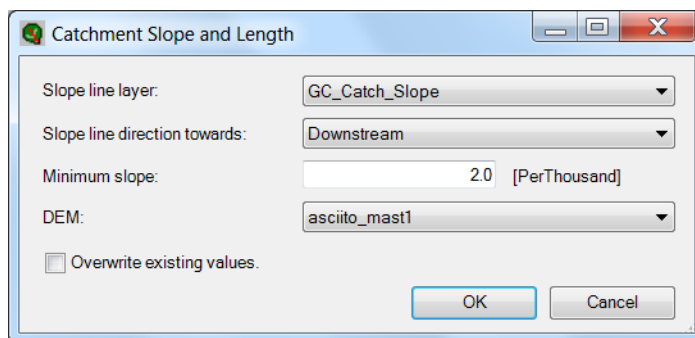 Catchment Slope and Length
Slope line layer: GC_Catch_Slope
Slope line direction towards: Downstream
Minimum slope: 2.0 [PerThousand]
DEM: asciito_mast1
Overwrite existing values.
OK Cancel